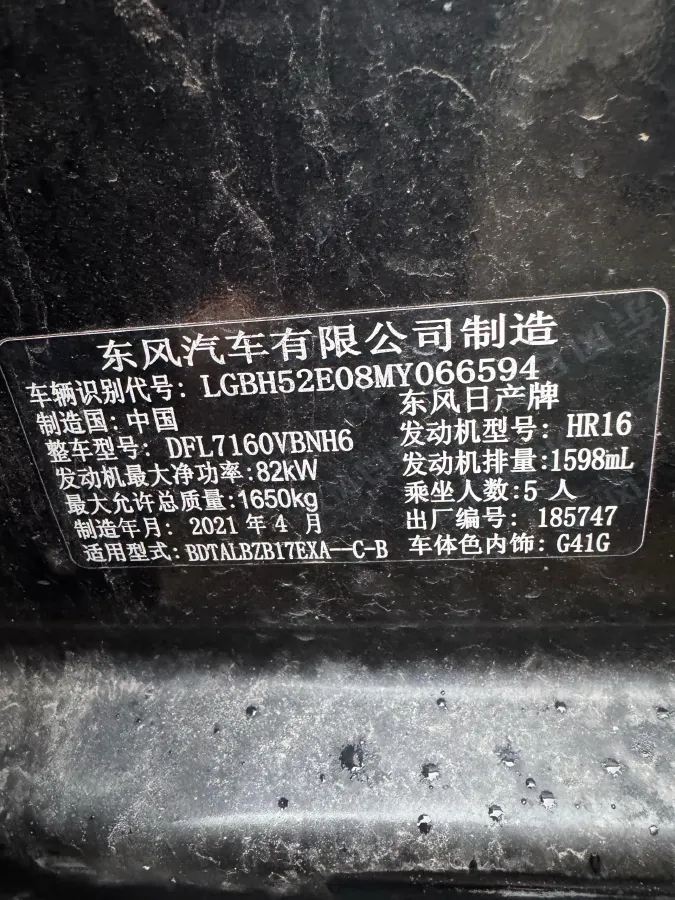 东风汽车有限公司制造
车辆识别代号: LGBH52E08MY066594
制造国: 中国 东风日产牌
整车型号: DFL7160VBNH6 发动机型号: HR16
发动机最大净功率:82kW 发动机排量:1598mL
最大允许总质量:1650kg 乘坐人数:5 人
制造年月: 2021 年 4 月 出厂编号: 185747
适用型式: BDTALBZB17EXA--C-B 车体色内饰: G41G